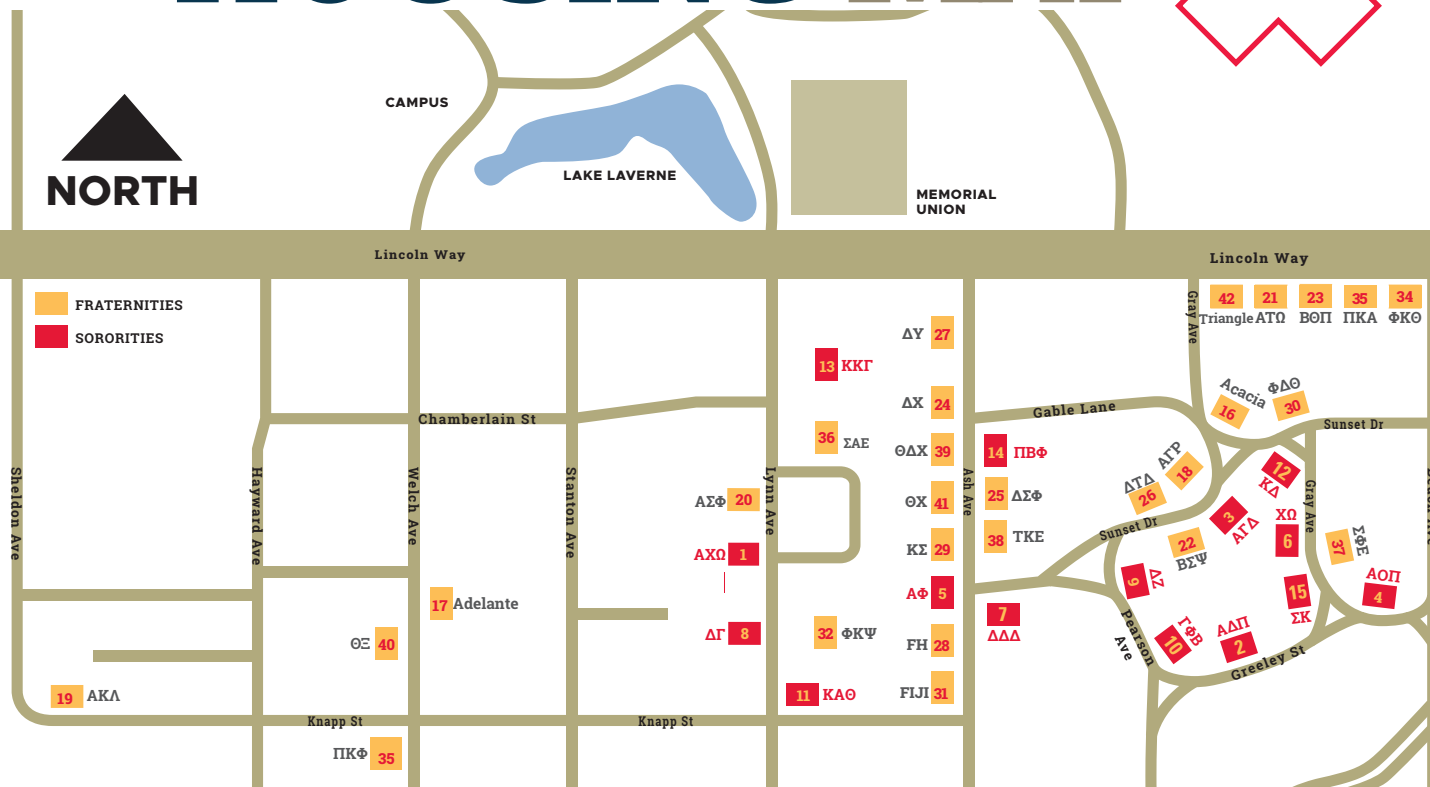 CAMPUS
NORTH
LAKE LAVERNE
MEMORIAL
UNION
Lincoln Way
Lincoln Way
FRATERNITIES
SORORITIES
Gray Ave
42
21
23
35
34
Triangle
ΑΤΩ
ΒΘΠ
ΠΚΑ
ΦΚΘ
ΔΥ
27
13
ΚΚΓ
Acacia
16
ΦΔΘ
30
ΔΧ
24
Gable Lane
Chamberlain St
Sunset Dr
36
ΣΑΕ
ΘΔΧ
39
14
ΠΒΦ
ΑΓΡ
18
12
ΚΔ
Sheldon Ave
Hayward Ave
Welch Ave
Stanton Ave
Lynn Ave
Ash Ave
Gray Ave
ΔΤΔ
26
ΑΣΦ
20
ΘΧ
41
25
ΔΣΦ
3
ΑΓΔ
ΧΩ
6
Sunset Dr
38
ΤΚΕ
22
ΒΣΨ
37
ΣΦΕ
ΑΧΩ
1
ΚΣ
29
ΑΦ
5
9
ΔΖ
15
ΣΚ
ΑΟΠ
4
17
Adelante
7
ΔΔΔ
ΘΞ
40
ΔΓ
8
32
ΦΚΨ
FH
28
Pearson
Ave
10
ΓΦΒ
ΑΔΠ
2
Greeley St
19
ΑΚΛ
11
ΚΑΘ
FIJI
31
Knapp St
Knapp St
ΠΚΦ
35